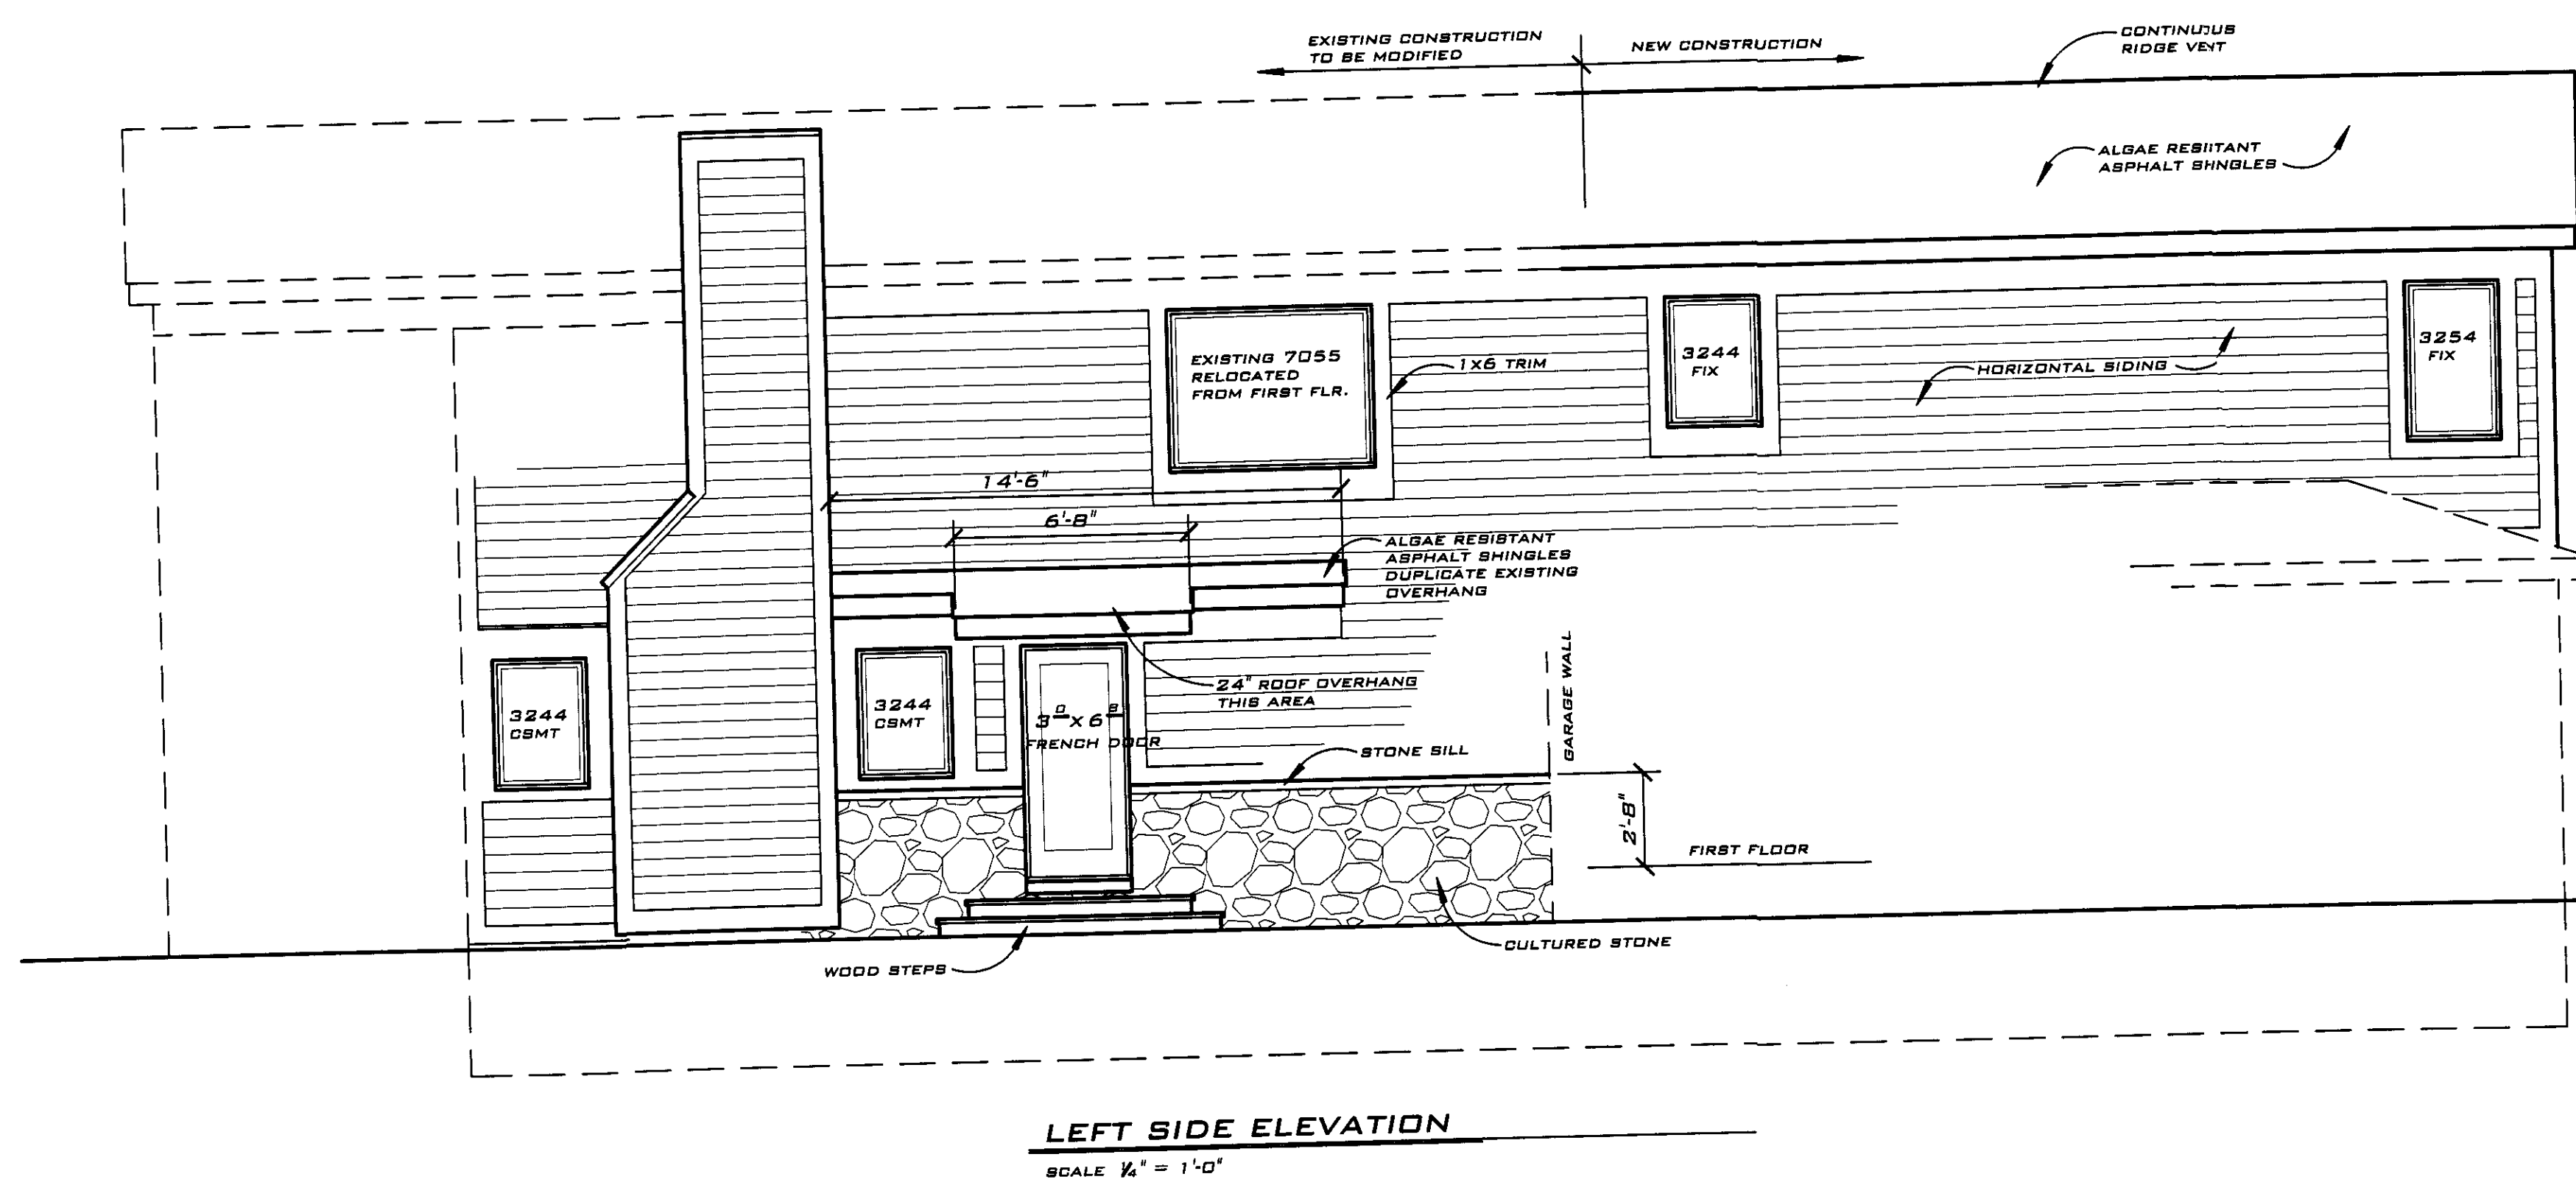 EXISTING CONSTRUCTION
TO BE MODIFIED
NEW CONSTRUCTION
CONTINUOUS
RIDGE VENT
ALGAE RESIITANT
ASPHALT SHNGLES
EXISTING 7055
RELOCATED
FROM FIRST FLR.
1X6 TRIM
3244
FIX
HORIZONTAL SIDING
3254
FIX
14'-6"
6'-8"
ALGAE RESISTANT
ASPHALT SHINGLES
DUPLICATE EXISTING
OVERHANG
24" ROOF OVERHANG
THIS AREA
GARAGE WALL
3244
CSMT
3244
CSMT
3⁰ X 6⁸
FRENCH DOOR
STONE SILL
2'-8"
FIRST FLOOR
CULTURED STONE
WOOD STEPS
LEFT SIDE ELEVATION
SCALE ¼" = 1'-0"